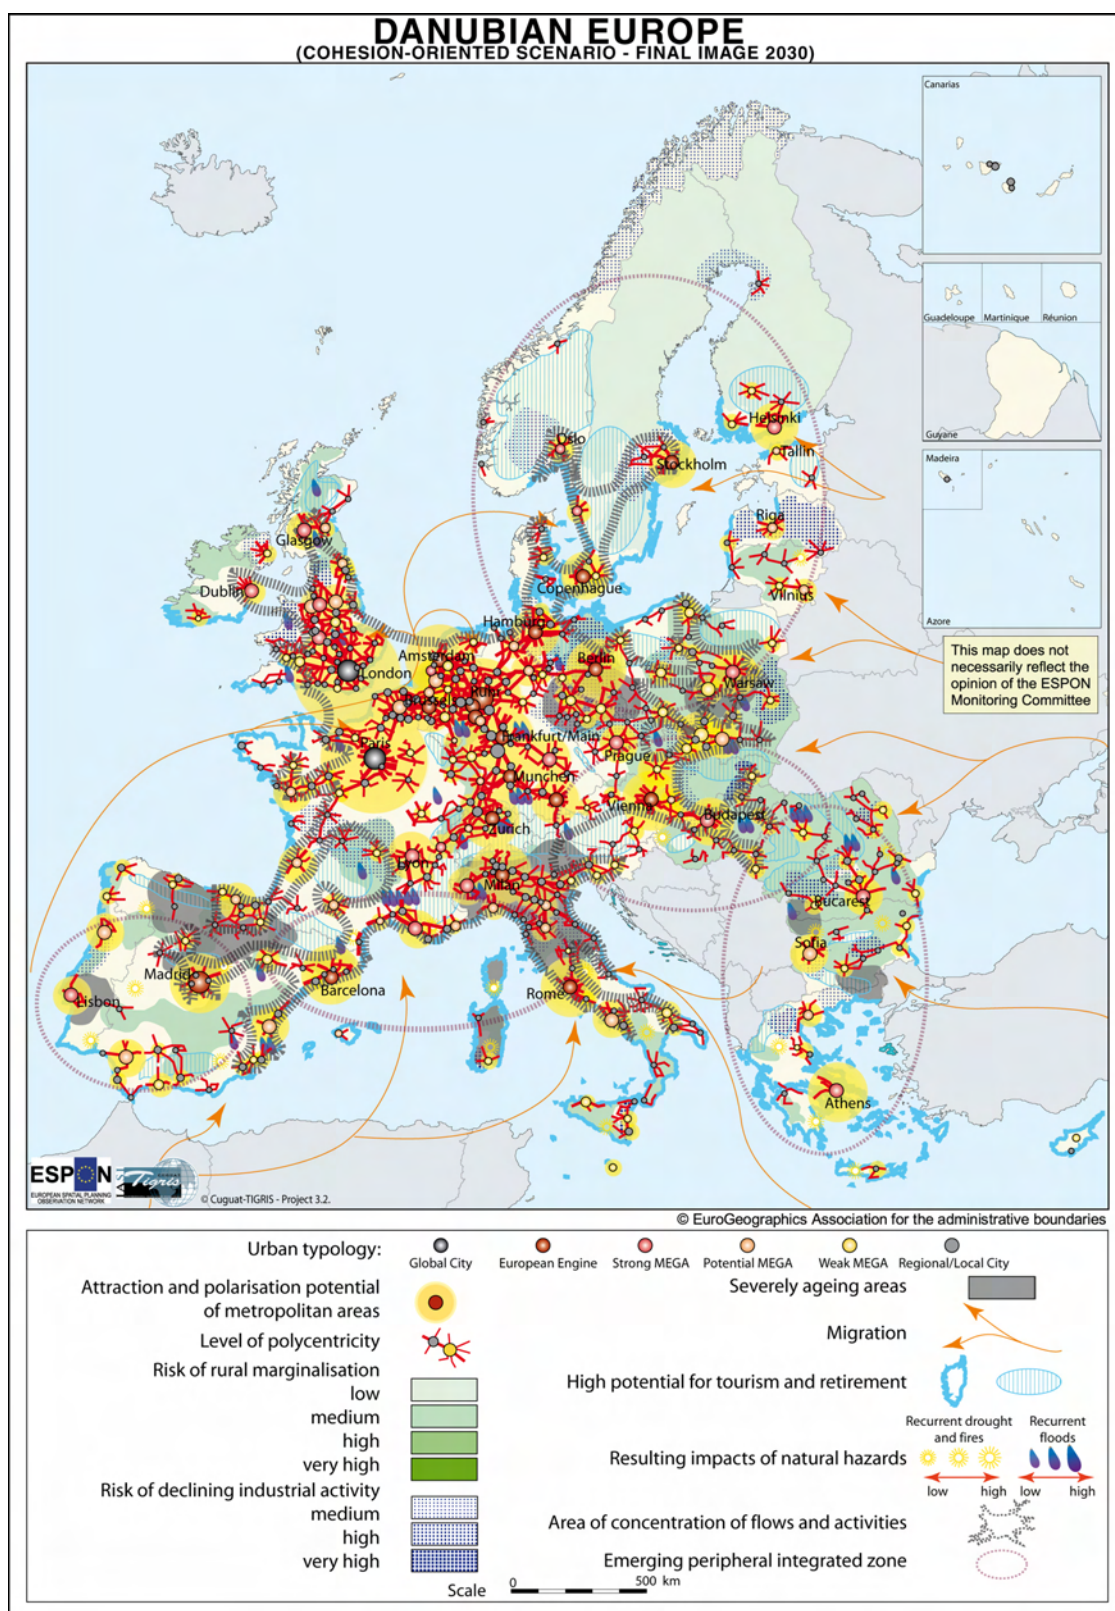 DANUBIAN EUROPE
(COHESION-ORIENTED SCENARIO - FINAL IMAGE 2030)
Canarias
Guadeloupe
Martinique
Réunion
Guyane
Madeira
Azore
Oslo
Helsinki
Stockholm
Tallin
Riga
Glasgow
Dublin
Copenhague
Vilnius
Hamburg
Amsterdam
Berlin
London
Warsaw
This map does not
necessarily reflect the
opinion of the ESPON
Monitoring Committee
Brussel
Ruhr
Paris
Frankfurt/Main
Prague
Munchen
Vienna
Budapest
Zurich
Lyon
Milan
Bucarest
Sofia
Madrid
Lisbon
Barcelona
Rome
Athens
ESPON
EUROPEAN SPATIAL PLANNING
OBSERVATION NETWORK
Tigris
© Cuguat-TIGRIS - Project 3.2.
© EuroGeographics Association for the administrative boundaries
Urban typology:
Global City
European Engine
Strong MEGA
Potential MEGA
Weak MEGA
Regional/Local City
Attraction and polarisation potential
of metropolitan areas
Level of polycentricity
Risk of rural marginalisation
low
medium
high
very high
Risk of declining industrial activity
medium
high
very high
Severely ageing areas
Migration
High potential for tourism and retirement
Recurrent drought
and fires
Recurrent
floods
Resulting impacts of natural hazards
low
high
low
high
Area of concentration of flows and activities
Emerging peripheral integrated zone
Scale
0
500 km